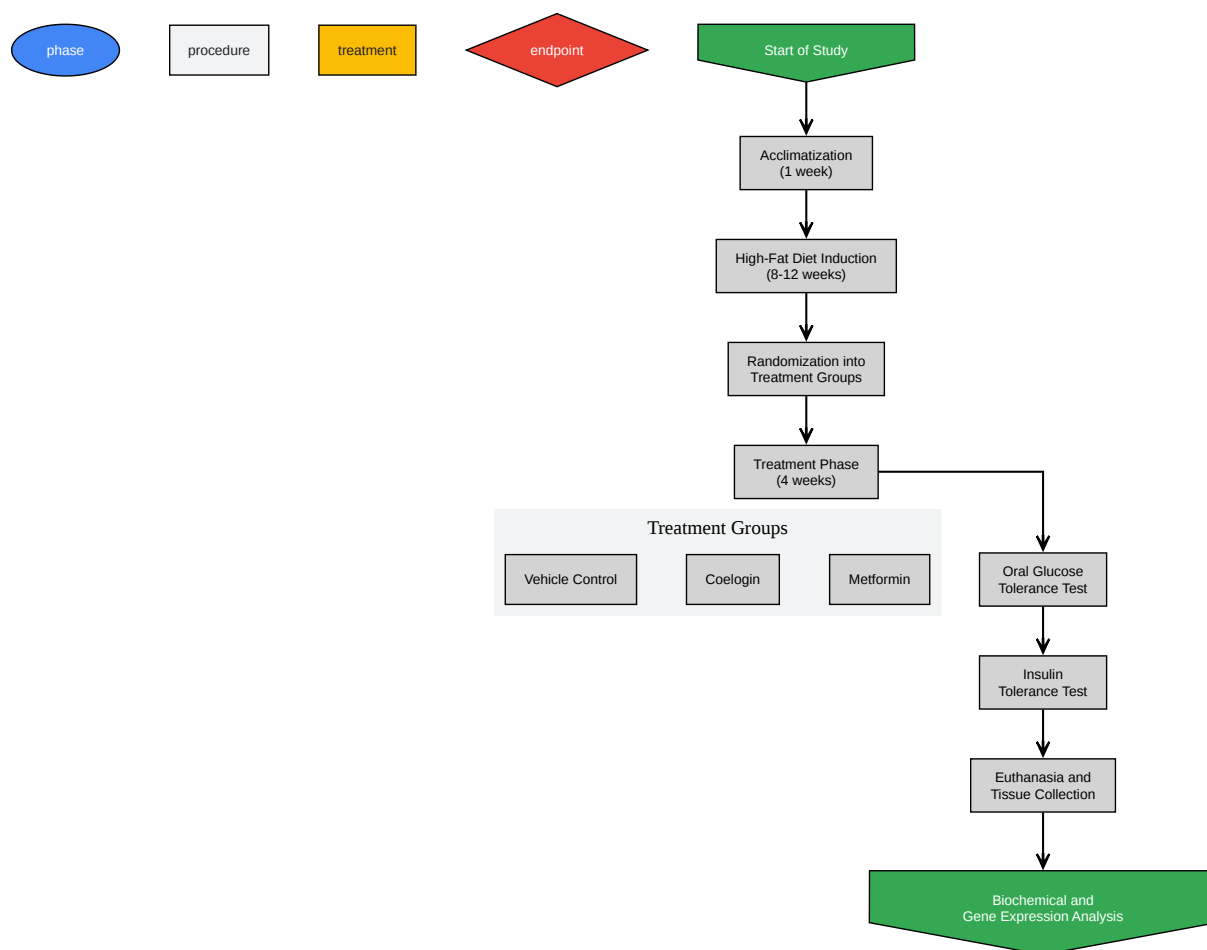 phase
procedure
treatment
endpoint
Start of Study
Acclimatization
(1 week)
High-Fat Diet Induction
(8-12 weeks)
Randomization into
Treatment Groups
Treatment Phase
(4 weeks)
Treatment Groups
Vehicle Control
Coelogin
Metformin
Oral Glucose
Tolerance Test
Insulin
Tolerance Test
Euthanasia and
Tissue Collection
Biochemical and
Gene Expression Analysis